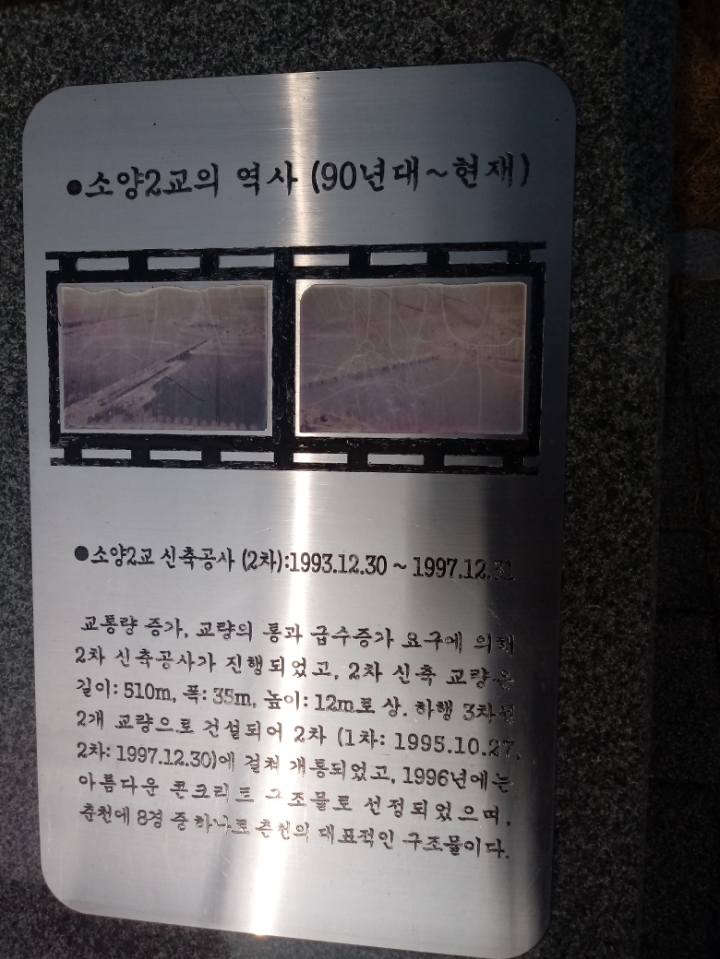 ●소양2교의 역사 (90년대~현재)
●소양2교 신축공사 (2차):1993.12.30 ~ 1997.12.
교통량 증가, 교량의 통과 급수증가 요구에 의해
2차 신축공사가 진행되었고, 2차 신축 교량은
길이: 510m, 폭: 35m, 높이: 12m로 상. 하행 3차선
2개 교량으로 건설되어 2차 (1차: 1995.10.27,
2차: 1997.12.30)에 걸쳐 개통되었고, 1996년에는
아름다운 콘크리트 구조물로 선정되었으며,
춘천에 8경 중 하나로 춘천의 대표적인 구조물이다.